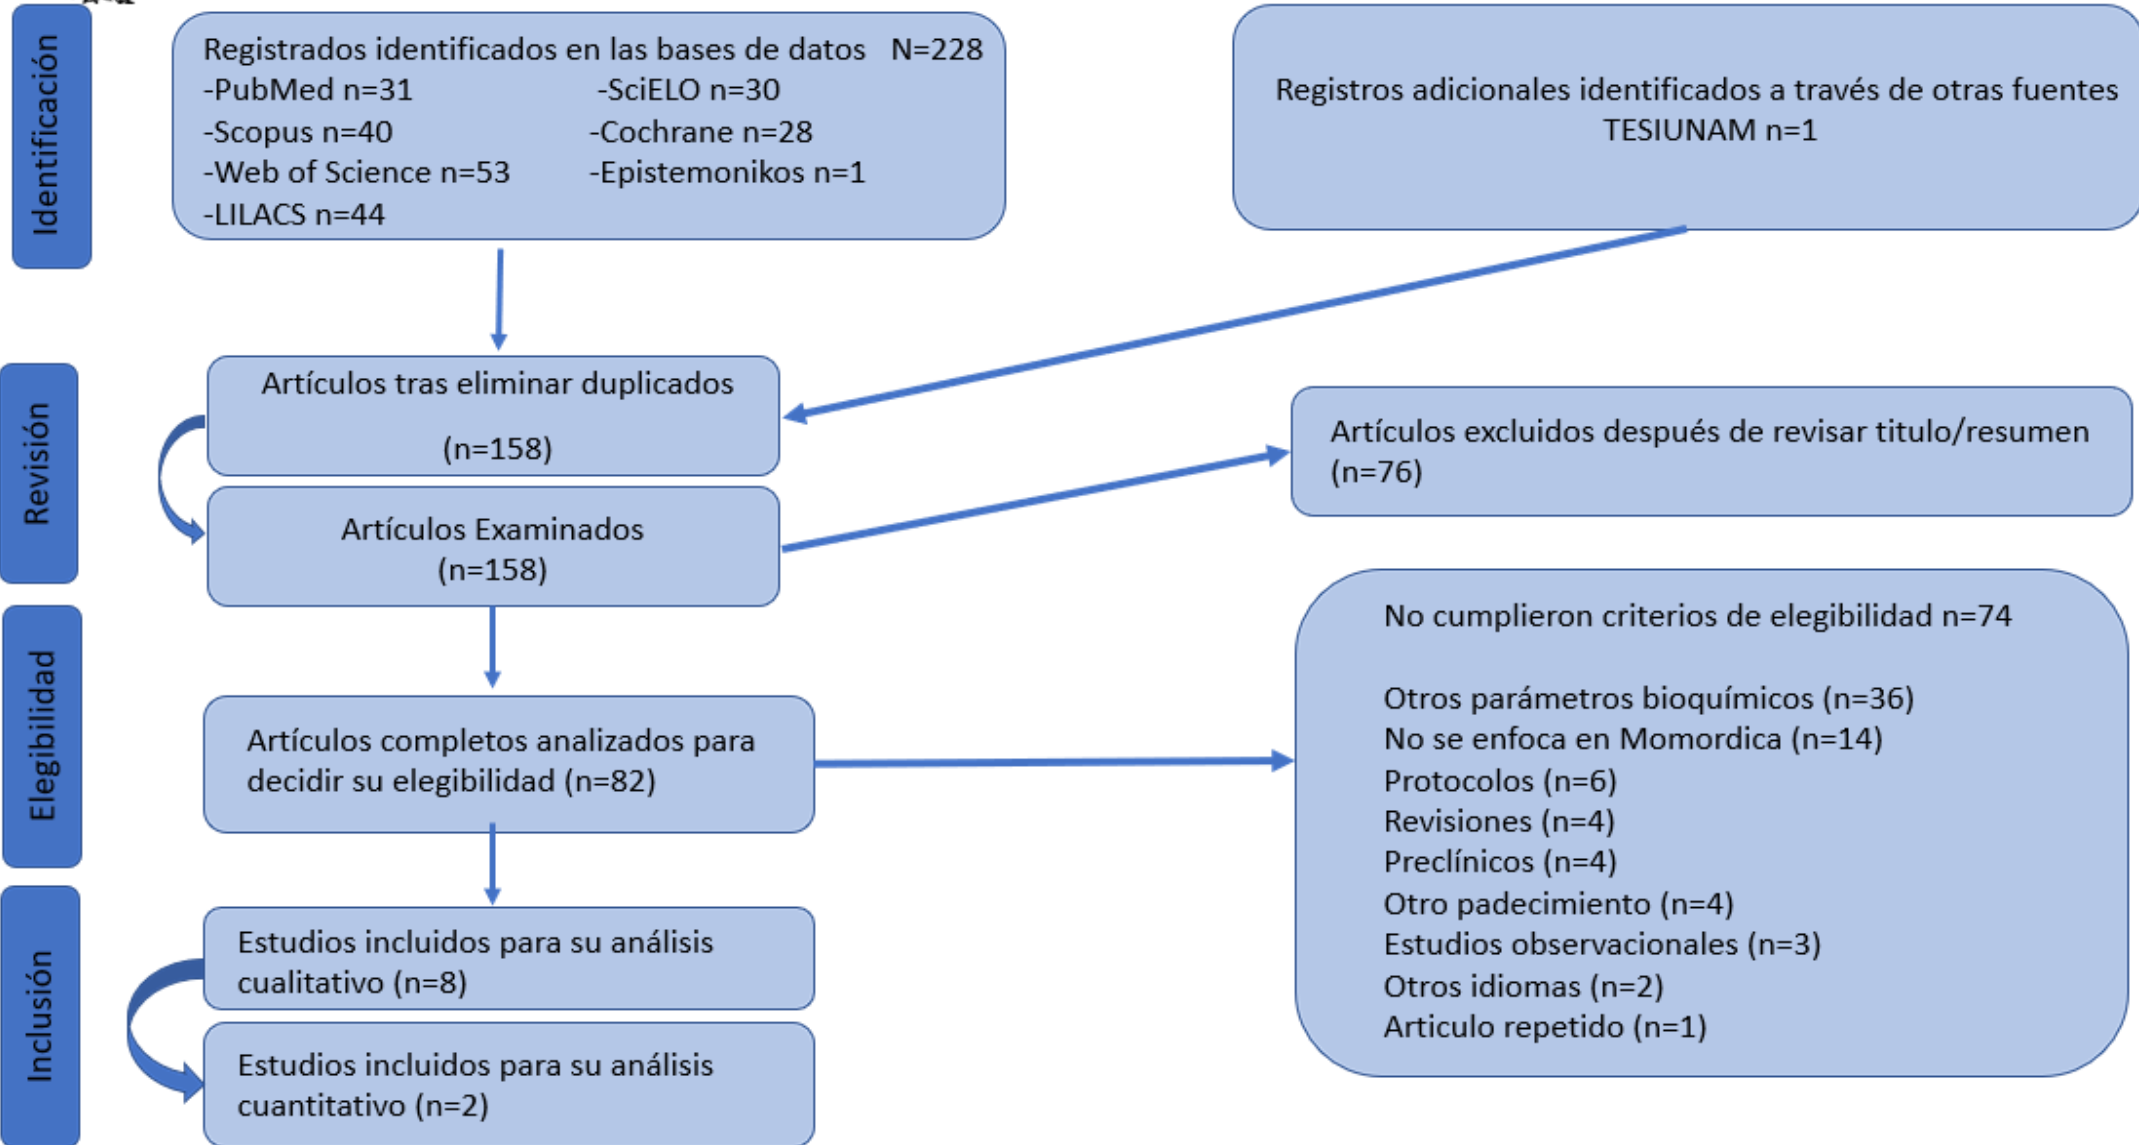 Identificación
Registrados identificados en las bases de datos N=228
-PubMed n=31 -SciELO n=30
-Scopus n=40 -Cochrane n=28
-Web of Science n=53 -Epistemonikos n=1
-LILACS n=44
Registros adicionales identificados a través de otras fuentes
TESIUNAM n=1
Revisión
Artículos tras eliminar duplicados
(n=158)
Artículos Examinados
(n=158)
Artículos excluidos después de revisar titulo/resumen
(n=76)
Elegibilidad
Artículos completos analizados para
decidir su elegibilidad (n=82)
No cumplieron criterios de elegibilidad n=74
Otros parámetros bioquímicos (n=36)
No se enfoca en Momordica (n=14)
Protocolos (n=6)
Revisiones (n=4)
Preclínicos (n=4)
Otro padecimiento (n=4)
Estudios observacionales (n=3)
Otros idiomas (n=2)
Articulo repetido (n=1)
Inclusión
Estudios incluidos para su análisis
cualitativo (n=8)
Estudios incluidos para su análisis
cuantitativo (n=2)